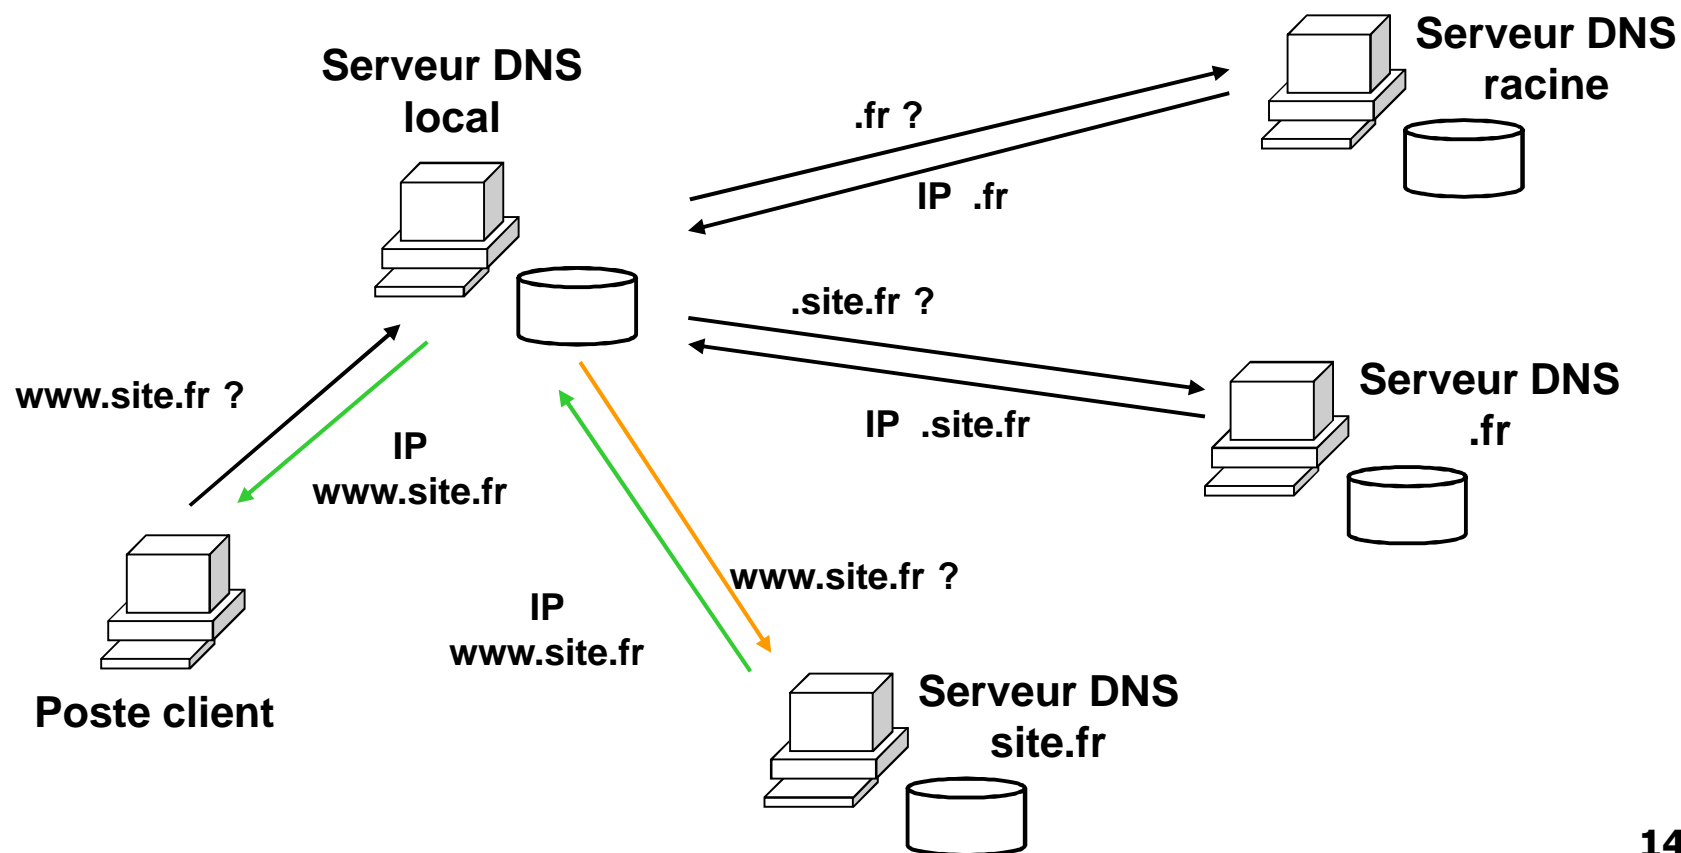 Serveur DNS
racine
Serveur DNS
local
.fr ?
IP .fr
.site.fr ?
IP .site.fr
Serveur DNS
.fr
www.site.fr ?
IP
www.site.fr
www.site.fr ?
IP
www.site.fr
Poste client
Serveur DNS
site.fr
14